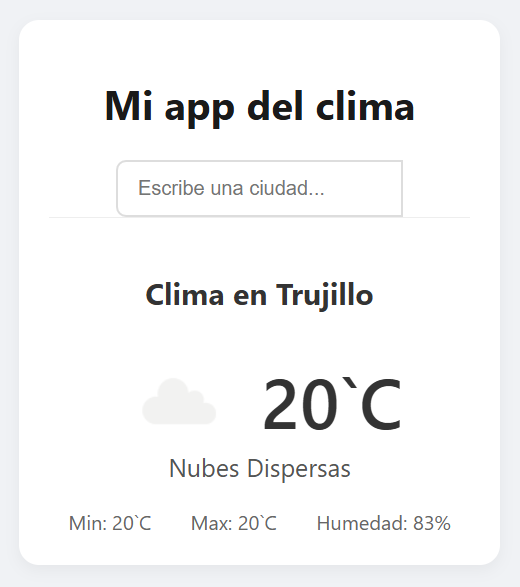 Mi app del clima
Escribe una ciudad...
Clima en Trujillo
20`C
Nubes Dispersas
Min: 20`C Max: 20`C Humedad: 83%